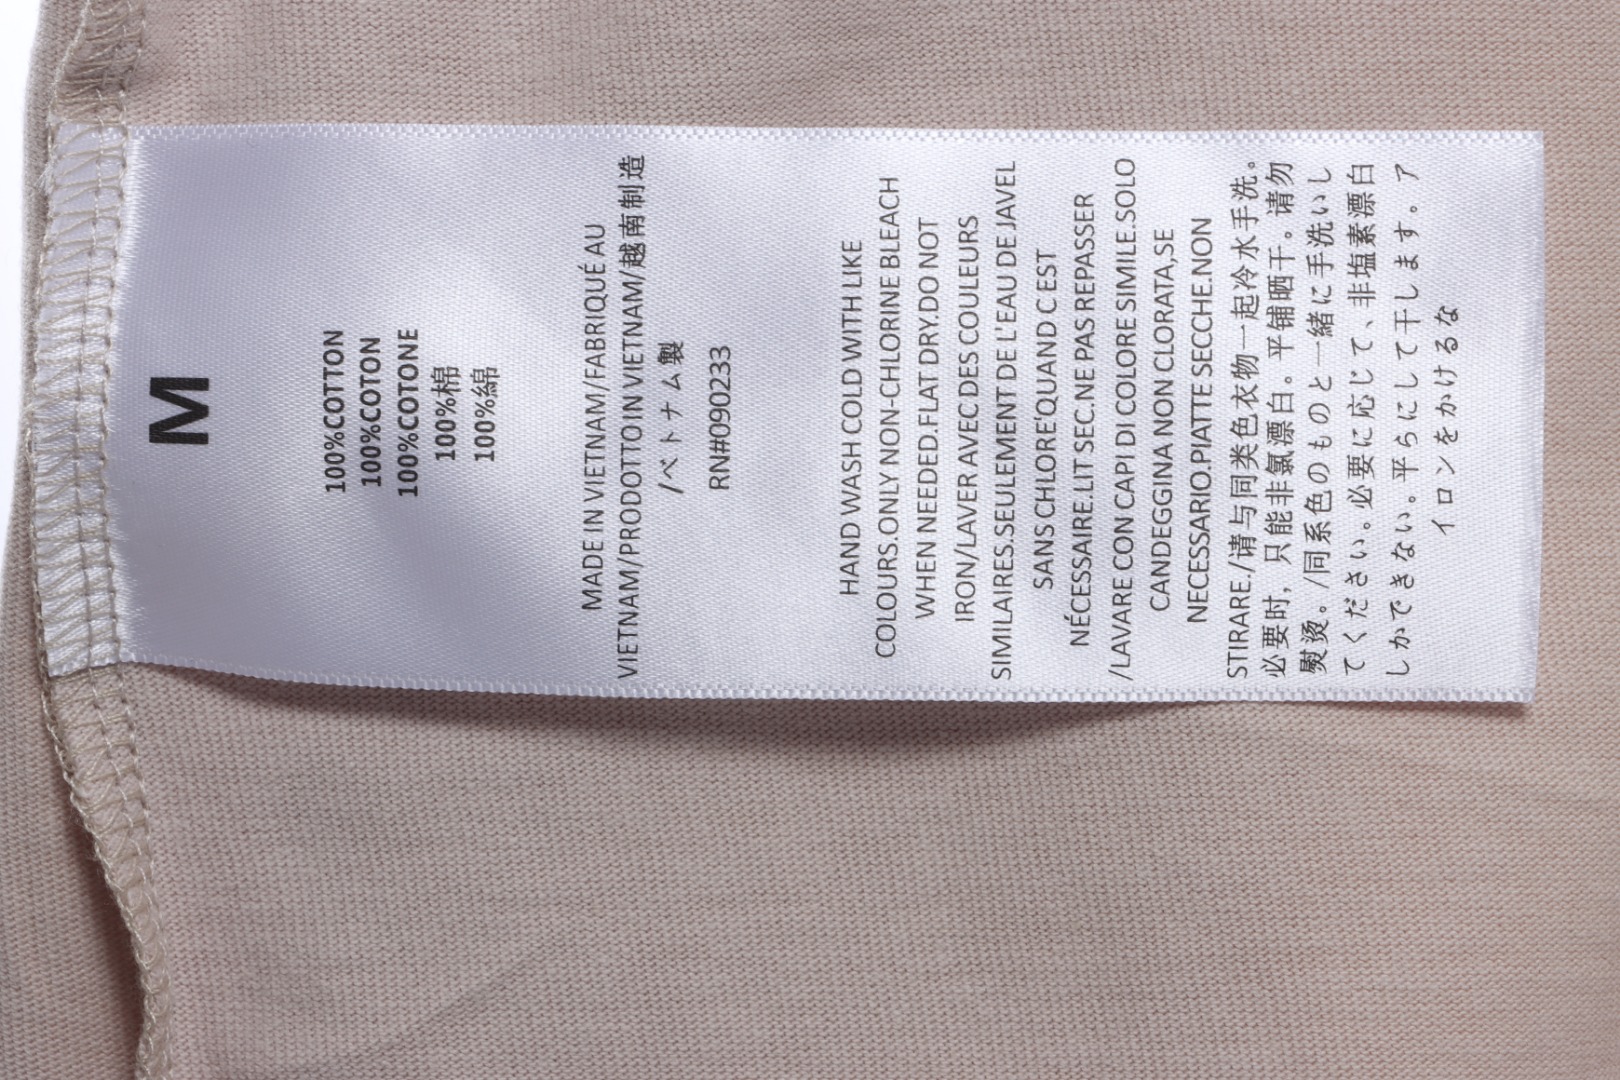 M
100%COTTON
100%COTON
100%COTONE
100%棉
100%綿
MADE IN VIETNAM/FABRIQUÉ AU
VIETNAM/PRODOTTO IN VIETNAM/越南制造
/ベトナム製
RN#090233
HAND WASH COLD WITH LIKE
COLOURS.ONLY NON-CHLORINE BLEACH
WHEN NEEDED.FLAT DRY.DO NOT
IRON/LAVER AVEC DES COULEURS
SIMILAIRES.SEULEMENT DE L'EAU DE JAVEL
SANS CHLORE'QUAND C'EST
NÉCESSAIRE.LIT SEC.NE PAS REPASSER
/LAVARE CON CAPI DI COLORE SIMILE.SOLO
CANDEGGINA NON CLORATA,SE
NECESSARIO.PIATTE SECCHE.NON
STIRARE./请与同类色衣物一起冷水手洗。
必要时，只能非氯漂白。平铺晒干。请勿
熨烫。/同系色のものと一緒に手洗いし
てください。必要に応じて、非塩素漂白
しかできない。平らにして干します。ア
イロンをかけるな